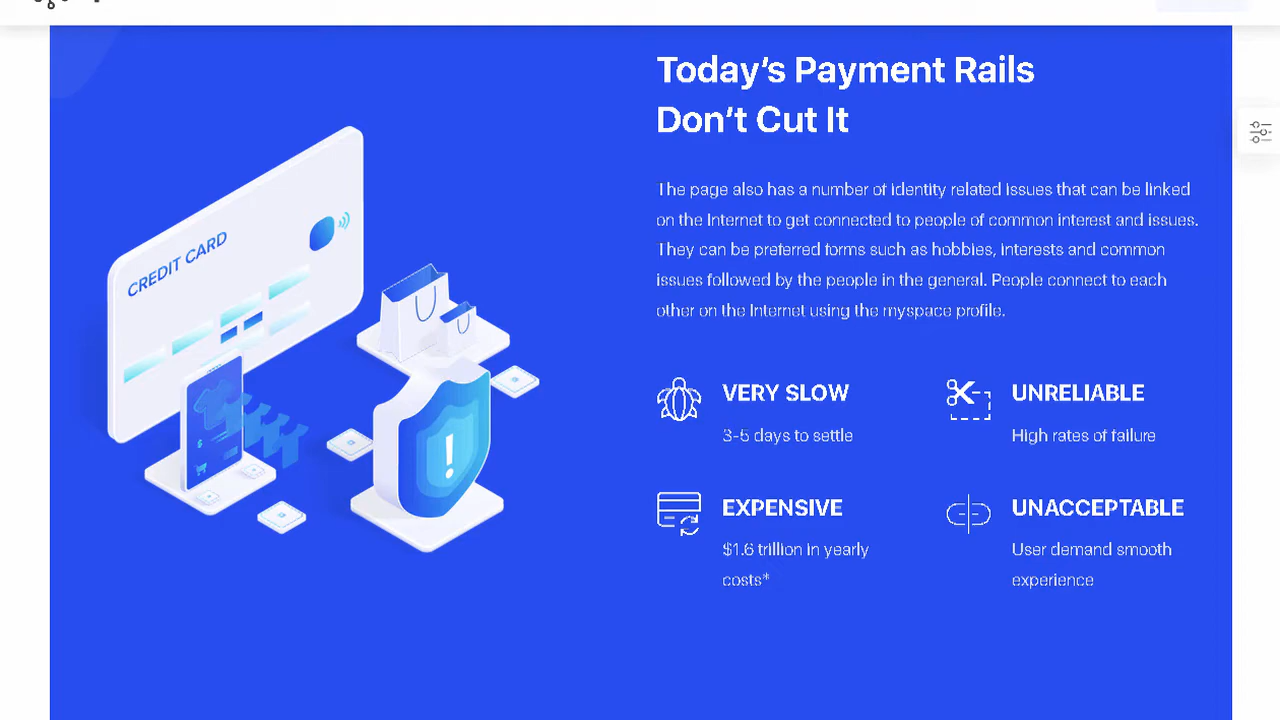 Today's Payment Rails
Don't Cut It
The page also has a number of identity related issues that can be linked
on the Internet to get connected to people of common interest and issues.
They can be preferred forms such as hobbies, interests and common
issues followed by the people in the general. People connect to each
other on the Internet using the myspace profile.
CREDIT CARD
VERY SLOW
3-5 days to settle
UNRELIABLE
High rates of failure
EXPENSIVE
$1.6 trillion in yearly
costs*
UNACCEPTABLE
User demand smooth
experience
$
!